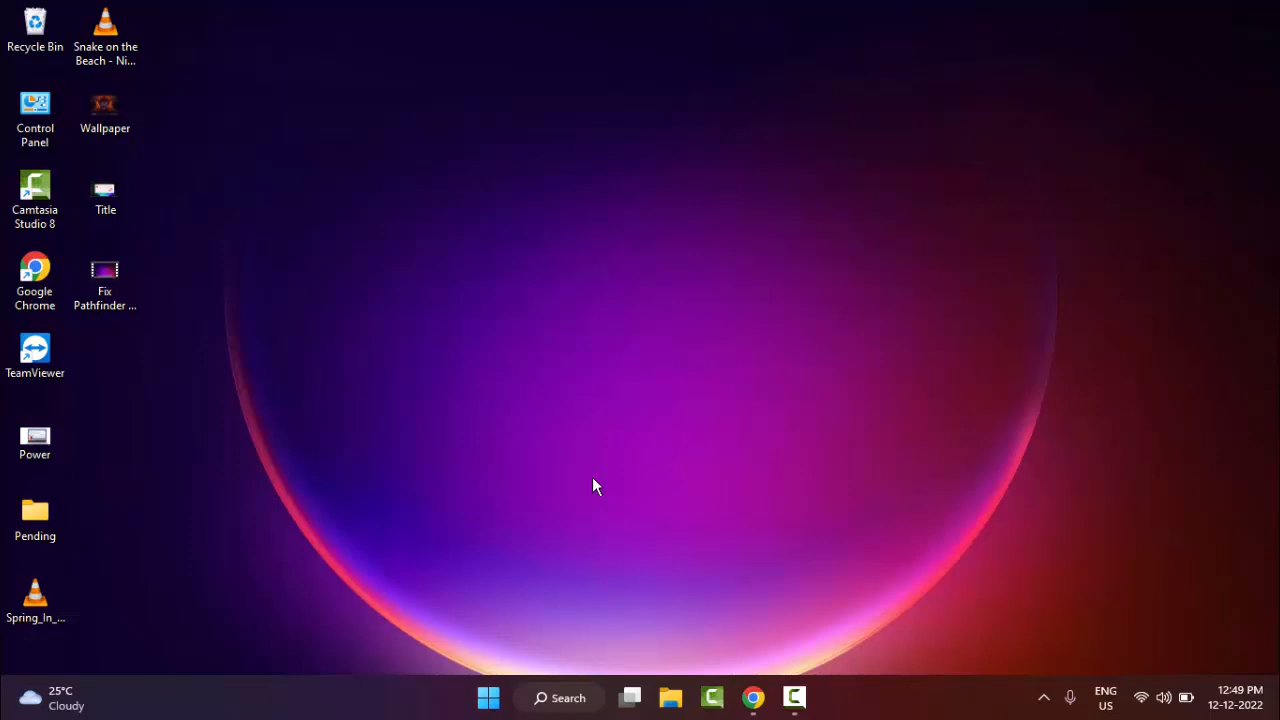 Recycle Bin
Snake on the
Beach - Ni...
Control
Panel
Wallpaper
Camtasia
Studio 8
Title
Google
Chrome
Fix
Pathfinder ...
TeamViewer
Power
Pending
Spring_In_...
25°C
Cloudy
Search
ENG
US
12:49 PM
12-12-2022